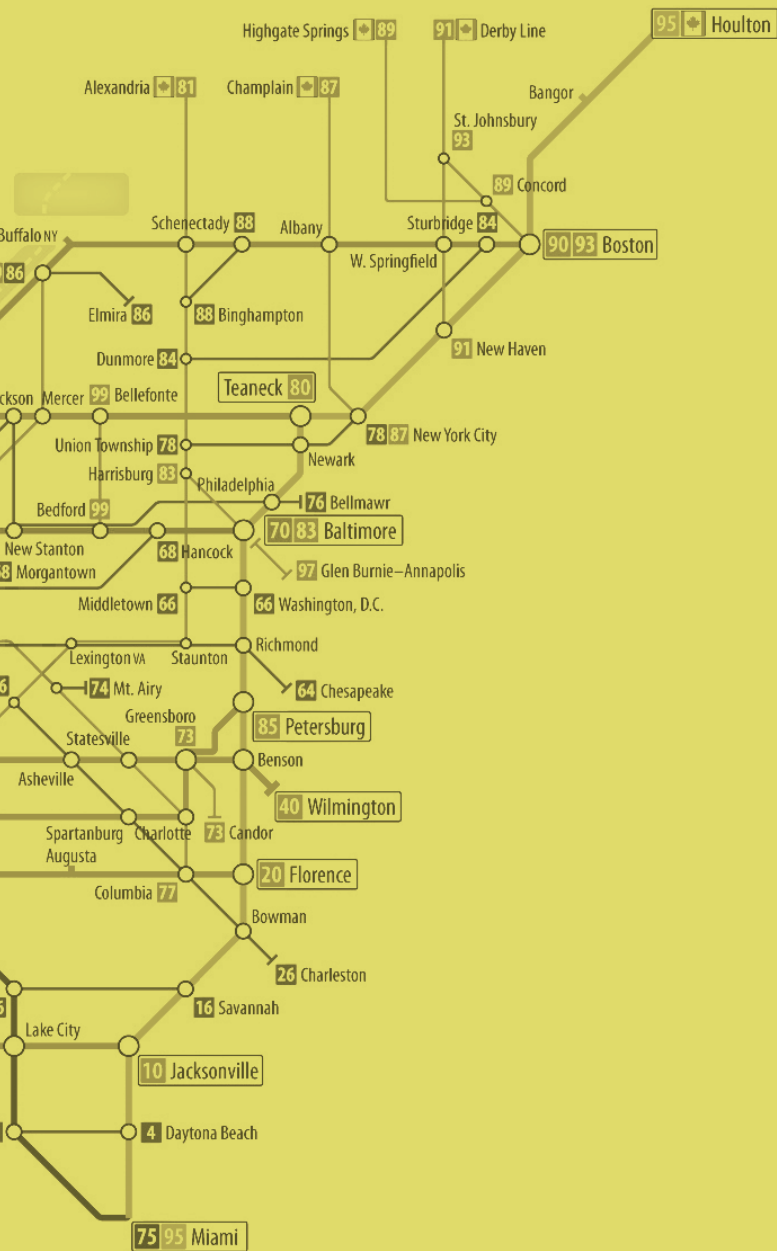 Highgate Springs 89
91 Derby Line
95 Houlton
Alexandria 81
Champlain 87
Bangor
St. Johnsbury
93
89 Concord
Schenectady 88
Albany
Sturbridge 84
Buffalo NY
90 93 Boston
W. Springfield
86
Elmira 86
88 Binghampton
Dunmore 84
91 New Haven
Teaneck 80
ckson
Mercer
99 Bellefonte
78 87 New York City
Union Township 78
Newark
Harrisburg 83
Philadelphia
76 Bellmawr
Bedford 99
70 83 Baltimore
New Stanton
68 Hancock
8 Morgantown
97 Glen Burnie–Annapolis
Middletown 66
66 Washington, D.C.
Richmond
Lexington VA
Staunton
6
74 Mt. Airy
64 Chesapeake
Greensboro
73
85 Petersburg
Statesville
Benson
Asheville
40 Wilmington
Spartanburg
Charlotte
73 Candor
Augusta
20 Florence
Columbia 77
Bowman
26 Charleston
16 Savannah
Lake City
10 Jacksonville
4 Daytona Beach
75 95 Miami